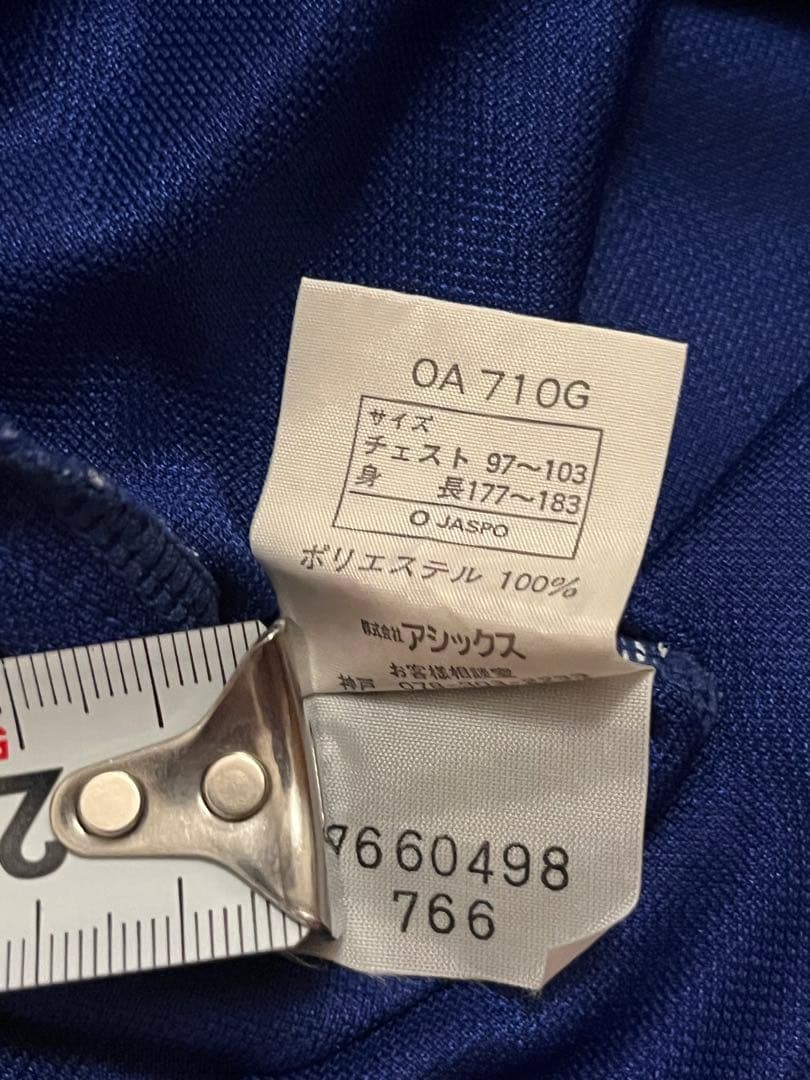 OA 710G
サイズ
チェスト 97～103
身 長177～183
O JASPO
ポリエステル 100%
株式会社アシックス
お客様相談室
神戸
7660498
766
2